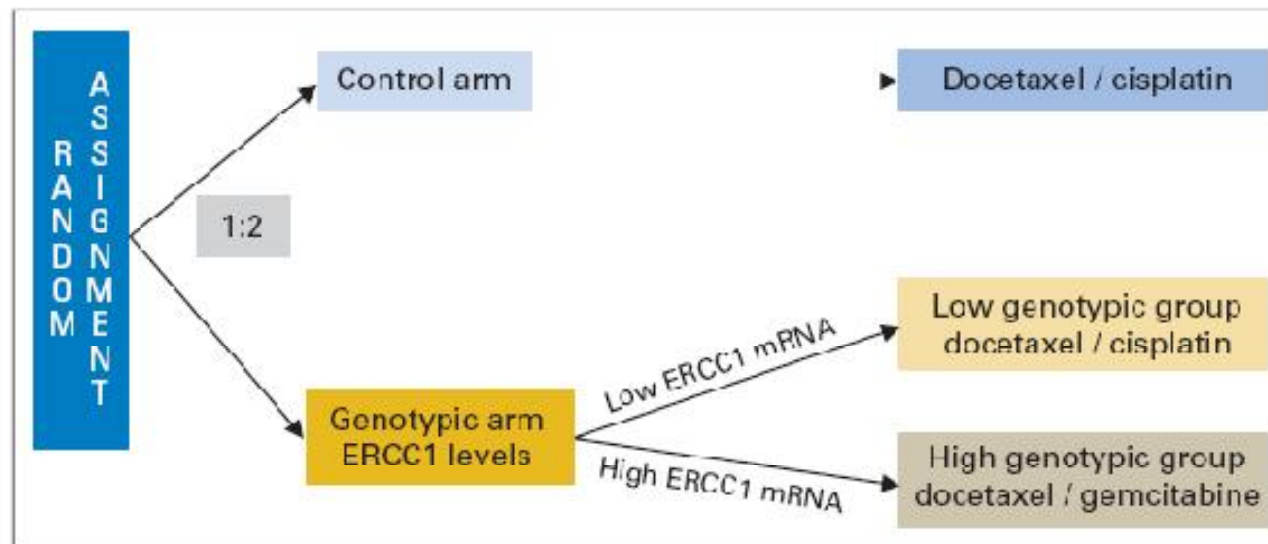 RANDOM
ASSIGNMENT
Control arm
Docetaxel / cisplatin
1:2
Low genotypic group
docetaxel / cisplatin
Low ERCC1 mRNA
Genotypic arm
ERCC1 levels
High ERCC1 mRNA
High genotypic group
docetaxel / gemcitabine